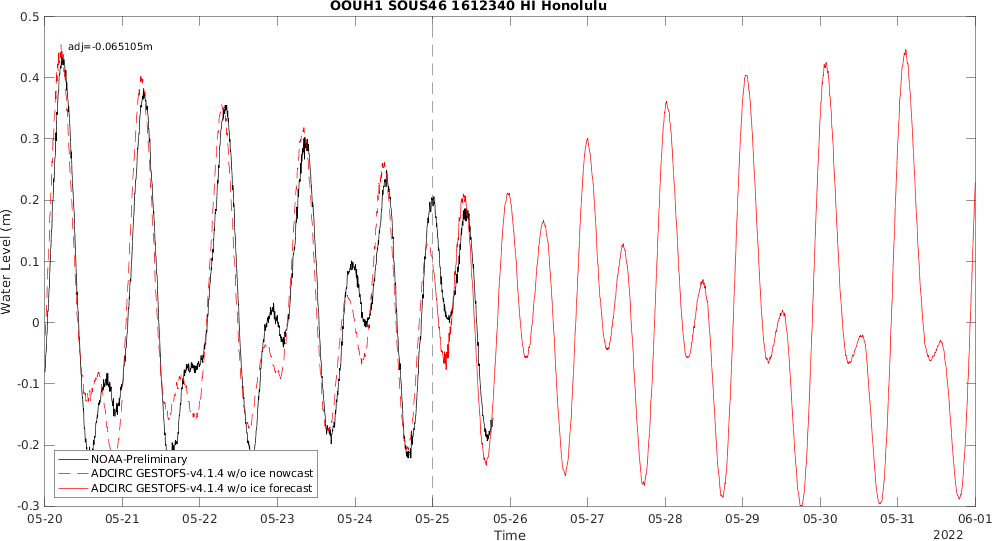 OOUH1 SOUS46 1612340 HI Honolulu
0.5
0.4
0.3
0.2
0.1
0
-0.1
-0.2
-0.3
Water Level (m)
adj=-0.065105m
NOAA-Preliminary
ADCIRC GESTOFS-v4.1.4 w/o ice nowcast
ADCIRC GESTOFS-v4.1.4 w/o ice forecast
05-20 05-21 05-22 05-23 05-24 05-25 05-26 05-27 05-28 05-29 05-30 05-31 06-01
Time
2022